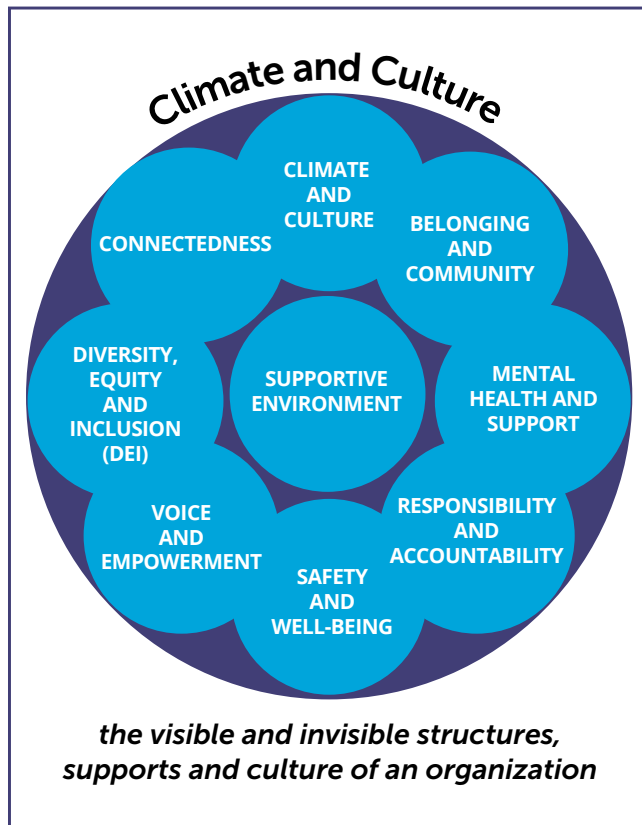 Climate and Culture
CLIMATE
AND
CULTURE
BELONGING
AND
COMMUNITY
MENTAL
HEALTH AND
SUPPORT
RESPONSIBILITY
AND
ACCOUNTABILITY
SAFETY
AND
WELL-BEING
VOICE
AND
EMPOWERMENT
DIVERSITY,
EQUITY
AND
INCLUSION
(DEI)
CONNECTEDNESS
SUPPORTIVE
ENVIRONMENT
the visible and invisible structures,
supports and culture of an organization